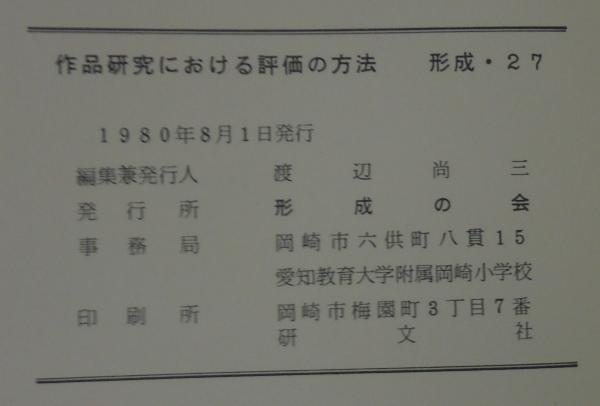 作品研究における評価の方法　形成・27
1980年8月1日発行
編集兼発行人　渡辺尚三
発行所　形成の会
事務局　岡崎市六供町八貫15
愛知教育大学附属岡崎小学校
印刷所　岡崎市梅園町3丁目7番
研文社